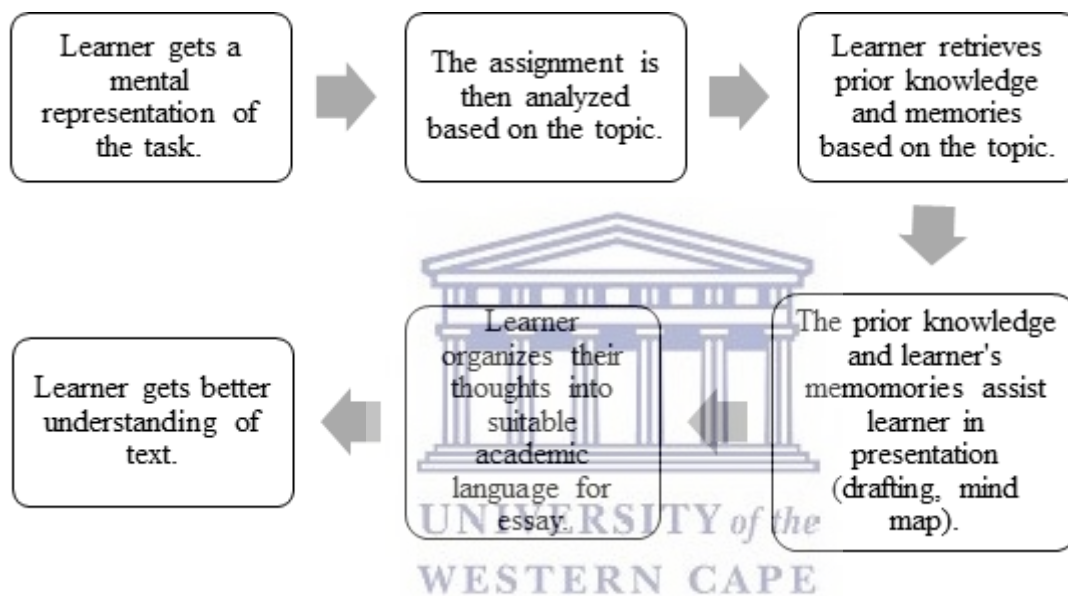 Learner gets a
mental
representation of
the task.
The assignment is
then analyzed
based on the topic.
Learner retrieves
prior knowledge
and memories
based on the topic.
The prior knowledge
and learner's
memomories assist
learner in
presentation
(drafting, mind
map).
Learner
organizes their
thoughts into
suitable
academic
language for
essay.
Learner gets better
understanding of
text.
UNIVERSITY of the
WESTERN CAPE